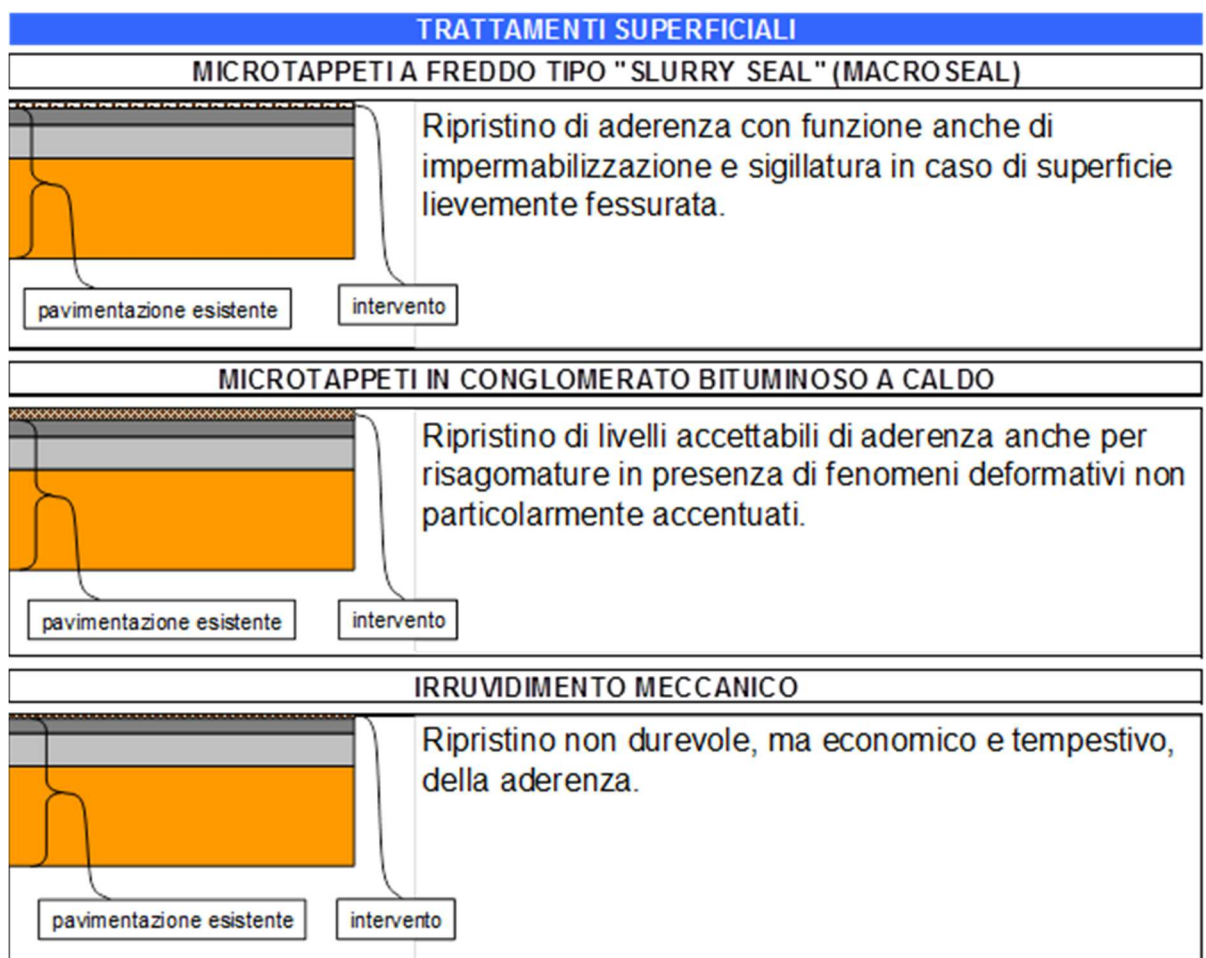 TRATTAMENTI SUPERFICIALI
MICROTAPPETI A FREDDO TIPO "SLURRY SEAL" (MACROSEAL)
Ripristino di aderenza con funzione anche di
impermabilizzazione e sigillatura in caso di superficie
lievemente fessurata.
pavimentazione esistente
intervento
MICROTAPPETI IN CONGLOMERATO BITUMINOSO A CALDO
Ripristino di livelli accettabili di aderenza anche per
risagomature in presenza di fenomeni deformativi non
particolarmente accentuati.
pavimentazione esistente
intervento
IRRUVIDIMENTO MECCANICO
Ripristino non durevole, ma economico e tempestivo,
della aderenza.
pavimentazione esistente
intervento